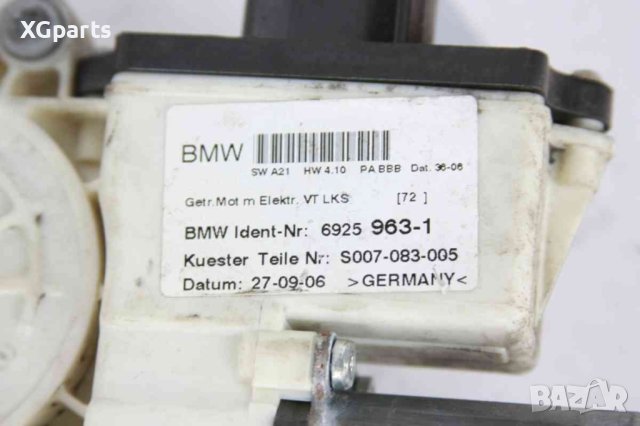 XGparts
BMW
SW A21 HW 4.10 PA BBB Dat. 36-06
Getr.Mot m Elektr. VT LKS [72 ]
BMW Ident-Nr: 6925 963-1
Kuester Teile Nr: S007-083-005
Datum: 27-09-06 >GERMANY<
BAZAR